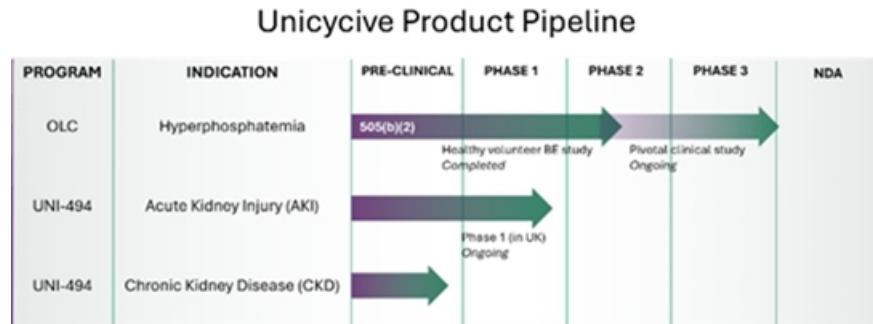 Unicycive Product Pipeline
PROGRAM INDICATION PRE-CLINICAL PHASE 1 PHASE 2 PHASE 3 NDA
OLC Hyperphosphatemia 505(b)(2)
Healthy volunteer BE study Pivotal clinical study
Completed Ongoing
UNI-494 Acute Kidney Injury (AKI)
Phase 1 (in UK)
Ongoing
UNI-494 Chronic Kidney Disease (CKD)